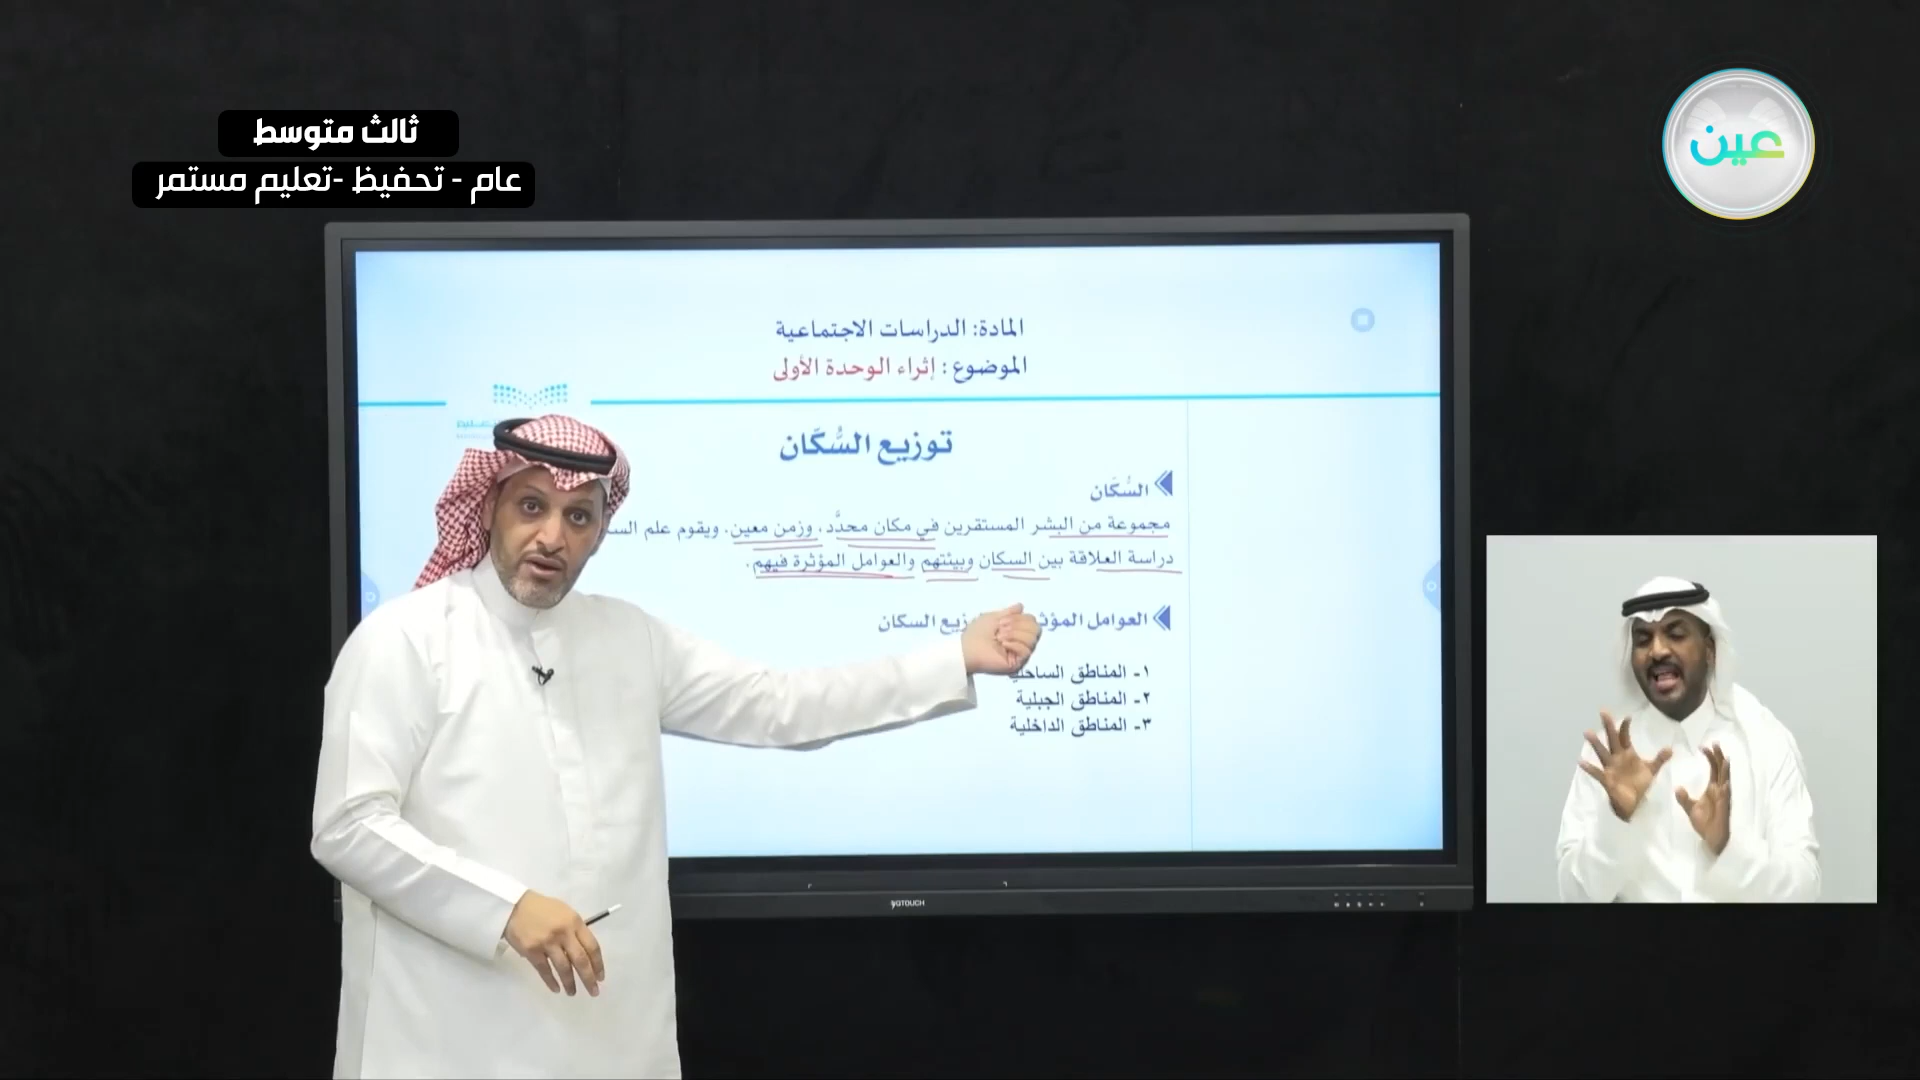 ثالث متوسط
عام - تحفيظ -تعليم مستمر
عين
المادة: الدراسات الاجتماعية
الموضوع : إثراء الوحدة الأولى
توزيع السُّكَان
السُّكَان
مجموعة من البشر المستقرين في مكان محدَّد، وزمن معين. ويقوم علم
دراسة العلاقة بين السكان وبيئتهم والعوامل المؤثرة فيهم.
العوامل توزيع السكان
١- المناطق الساحلية
٢- المناطق الجبلية
٣- المناطق الداخلية
IQTOUCH